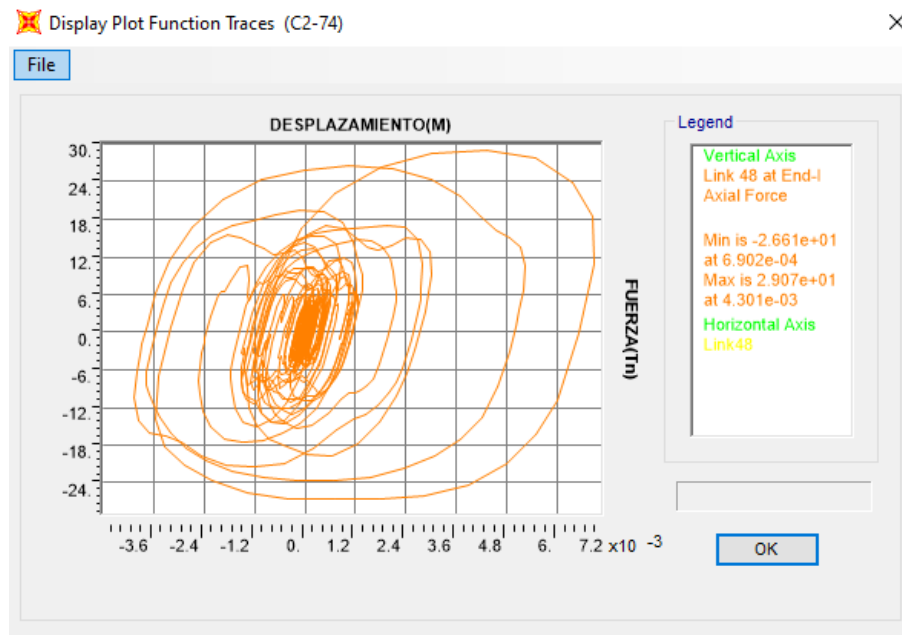 Display Plot Function Traces (C2-74)
File
DESPLAZAMIENTO(M)
30.
24.
18.
12.
6.
0.
-6.
-12.
-18.
-24.
-3.6 -2.4 -1.2 0. 1.2 2.4 3.6 4.8 6. 7.2 x10 -3
FUERZA(Tn)
Legend
Vertical Axis
Link 48 at End-I
Axial Force
Min is -2.661e+01
at 6.902e-04
Max is 2.907e+01
at 4.301e-03
Horizontal Axis
Link48
OK